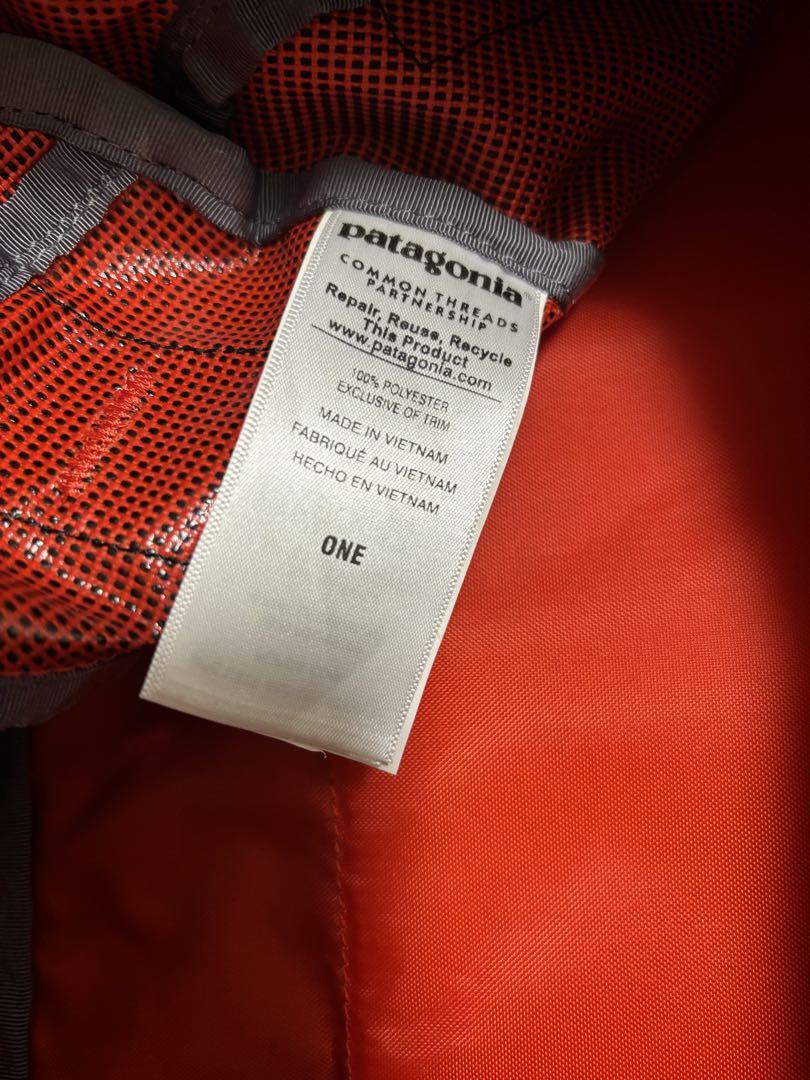 patagonia
COMMON THREADS
PARTNERSHIP
Repair, Reuse, Recycle
This Product
www.patagonia.com
100% POLYESTER
EXCLUSIVE OF TRIM
MADE IN VIETNAM
FABRIQUÉ AU VIETNAM
HECHO EN VIETNAM
ONE